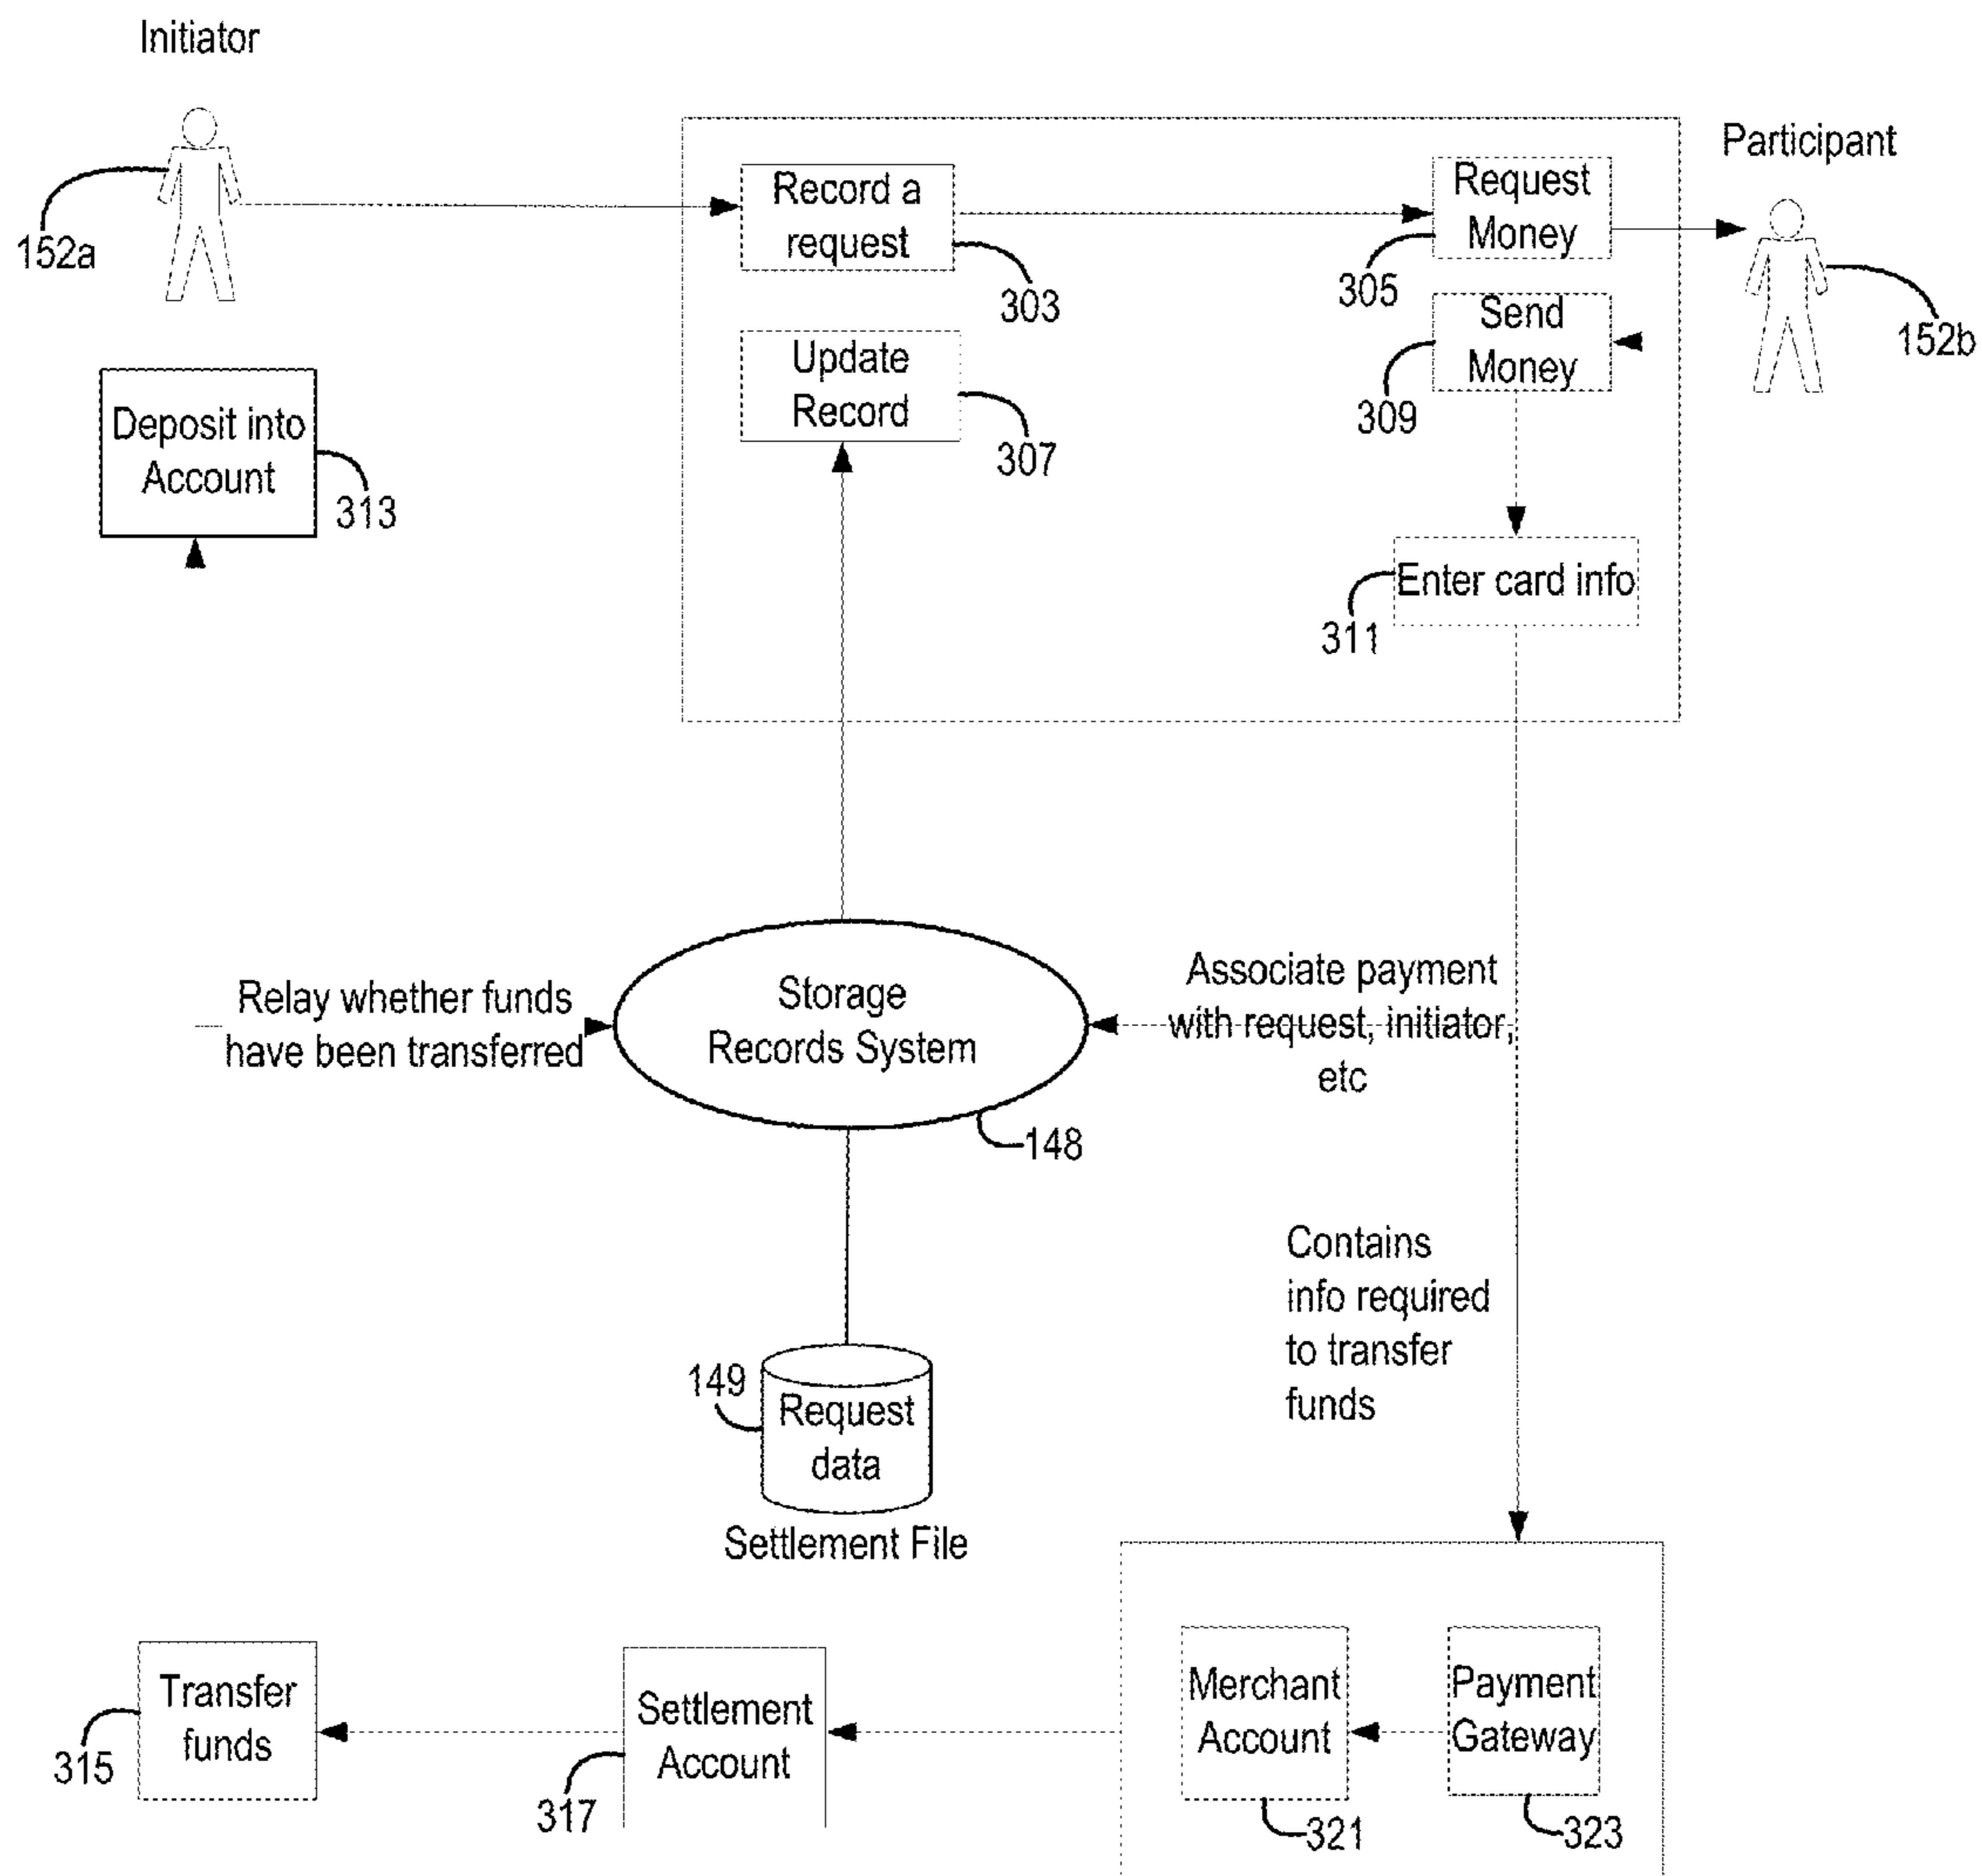 Initiator
152a
Record a
request
303
Request
Money
305
Participant
152b
Send
Money
309
Update
Record
307
Deposit into
Account
313
Enter card info
311
Relay whether funds
have been transferred
Storage
Records System
148
Associate payment
with request, initiator,
etc
Contains
info required
to transfer
funds
149
Request
data
Settlement File
Transfer
funds
315
Settlement
Account
317
Merchant
Account
321
Payment
Gateway
323